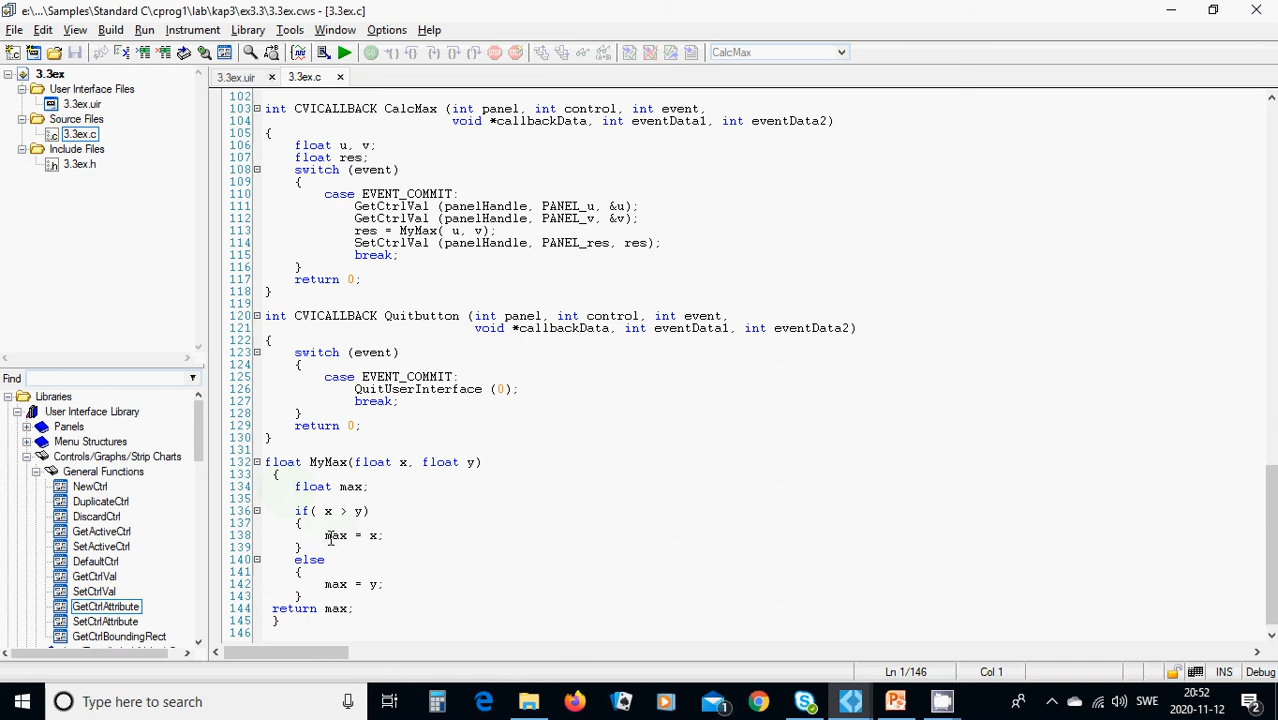 e:\...\Samples\Standard C\cprog1\lab\kap3\ex3.3\3.3ex.cws - [3.3ex.c]
File Edit View Build Run Instrument Library Tools Window Options Help
CalcMax
3.3ex
User Interface Files
3.3ex.uir
Source Files
3.3ex.c
Include Files
3.3ex.h
Find
Libraries
User Interface Library
Panels
Menu Structures
Controls/Graphs/Strip Charts
General Functions
NewCtrl
DuplicateCtrl
DiscardCtrl
GetActiveCtrl
SetActiveCtrl
DefaultCtrl
GetCtrlVal
SetCtrlVal
GetCtrlAttribute
SetCtrlAttribute
GetCtrlBoundingRect
3.3ex.uir 3.3ex.c
102
103 int CVICALLBACK CalcMax (int panel, int control, int event,
104 void *callbackData, int eventData1, int eventData2)
105 {
106 float u, v;
107 float res;
108 switch (event)
109 {
110 case EVENT_COMMIT:
111 GetCtrlVal (panelHandle, PANEL_u, &u);
112 GetCtrlVal (panelHandle, PANEL_v, &v);
113 res = MyMax( u, v);
114 SetCtrlVal (panelHandle, PANEL_res, res);
115 break;
116 }
117 return 0;
118 }
119
120 int CVICALLBACK Quitbutton (int panel, int control, int event,
121 void *callbackData, int eventData1, int eventData2)
122 {
123 switch (event)
124 {
125 case EVENT_COMMIT:
126 QuitUserInterface (0);
127 break;
128 }
129 return 0;
130 }
131
132 float MyMax(float x, float y)
133 {
134 float max;
135
136 if( x > y)
137 {
138 max = x;
139 }
140 else
141 {
142 max = y;
143 }
144 return max;
145 }
146
Ln 1/146 Col 1 INS Debug
Type here to search
1
SWE
20:52
2020-11-12
2